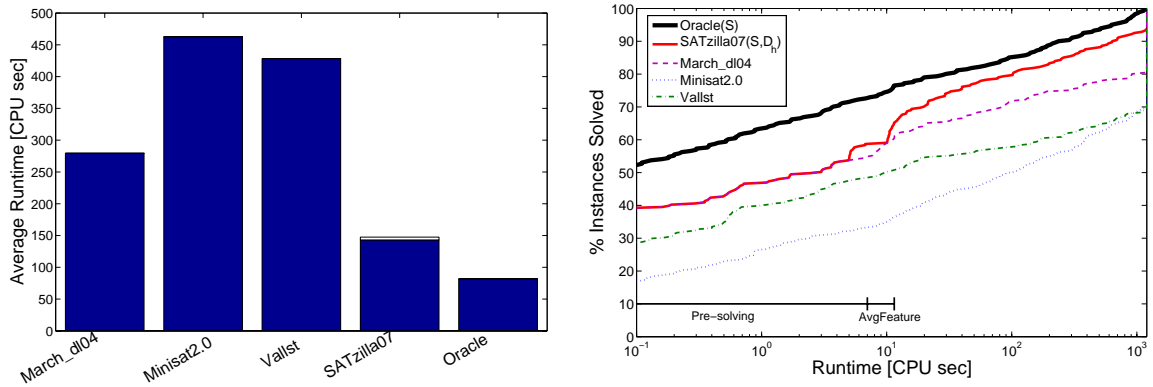 Average Runtime [CPU sec]
500
450
400
350
300
250
200
150
100
50
0
March_dl04
Minisat2.0
Vallst
SATzilla07
Oracle
% Instances Solved
100
90
80
70
60
50
40
30
20
10
0
Oracle(S)
SATzilla07(S,D_h)
March_dl04
Minisat2.0
Vallst
Pre-solving
AvgFeature
10^−1
10^0
10^1
10^2
10^3
Runtime [CPU sec]